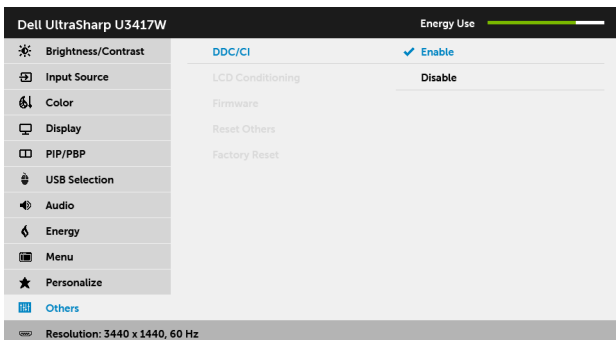 Dell UltraSharp U3417W
Energy Use
Brightness/Contrast
DDC/CI
Enable
Input Source
LCD Conditioning
Disable
Color
Firmware
Display
Reset Others
PIP/PBP
Factory Reset
USB Selection
Audio
Energy
Menu
Personalize
Others
Resolution: 3440 x 1440, 60 Hz